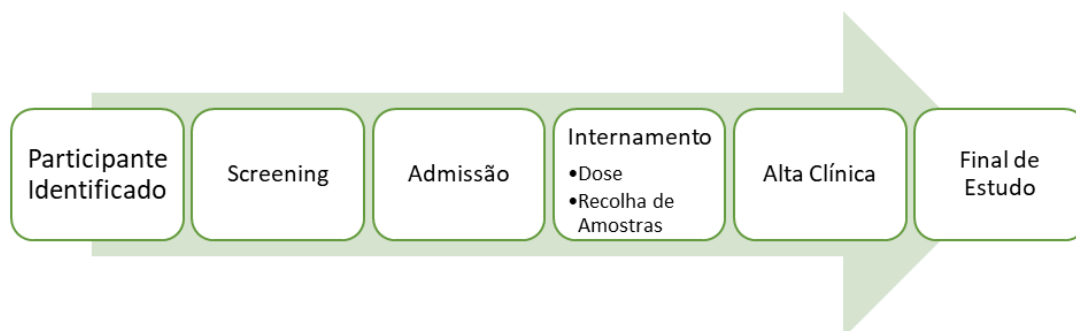 Participante
Identificado
Screening
Admissão
Internamento
•Dose
•Recolha de
Amostras
Alta Clínica
Final de
Estudo